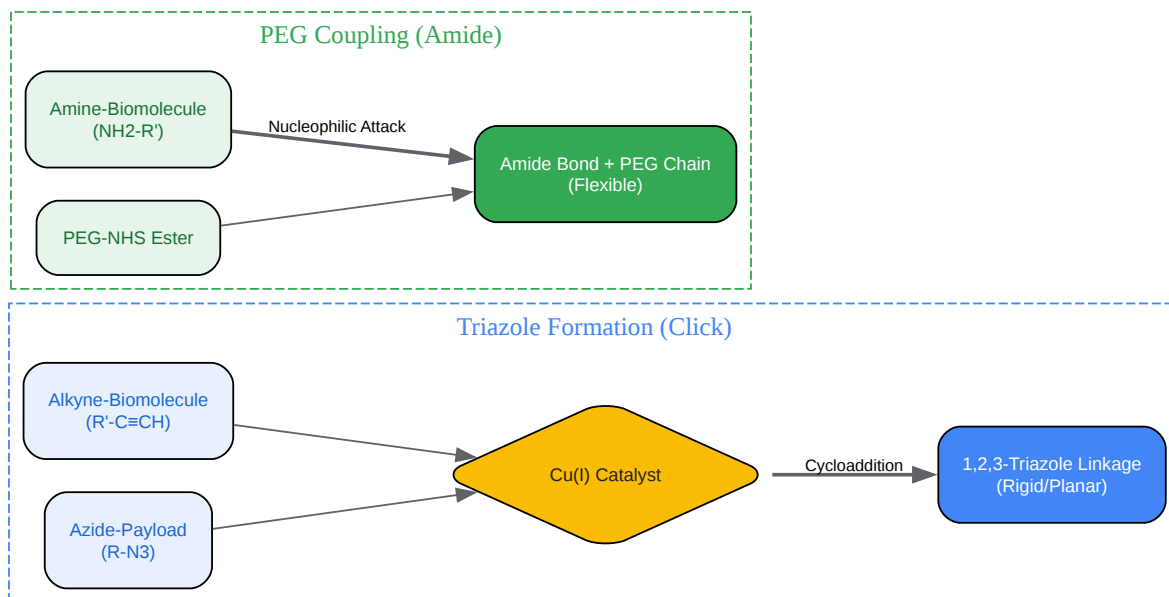 PEG Coupling (Amide)
Amine-Biomolecule
(NH2-R')
Nucleophilic Attack
Amide Bond + PEG Chain
(Flexible)
PEG-NHS Ester
Triazole Formation (Click)
Alkyne-Biomolecule
(R'-C≡CH)
Cu(I) Catalyst
Cycloaddition
1,2,3-Triazole Linkage
(Rigid/Planar)
Azide-Payload
(R-N3)